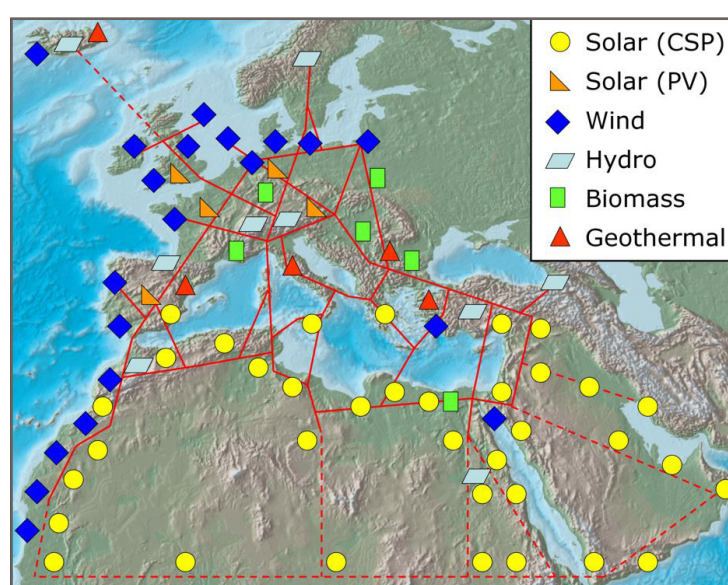 Solar (CSP)
Solar (PV)
Wind
Hydro
Biomass
Geothermal